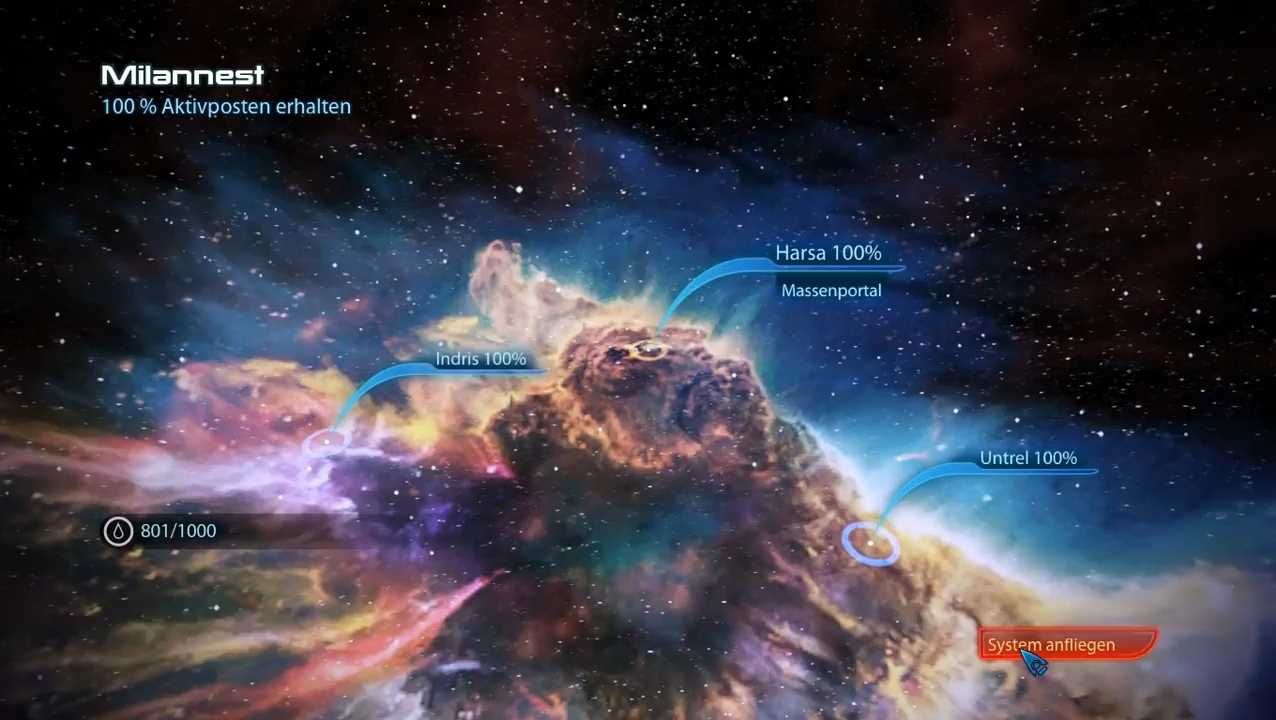 Milannest
100 % Aktivposten erhalten
Harsa 100%
Massenportal
Indris 100%
Untrel 100%
801/1000
System anfliegen